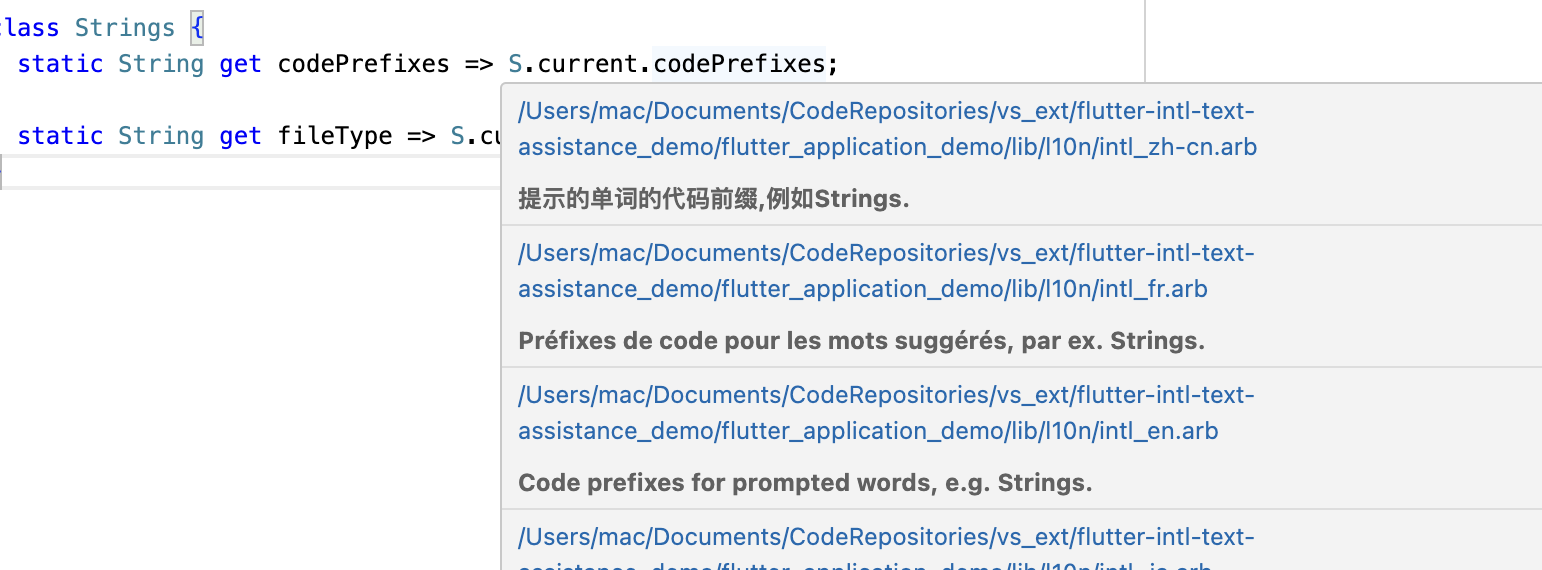 class Strings {
static String get codePrefixes => S.current.codePrefixes;
static String get fileType => S.cu
/Users/mac/Documents/CodeRepositories/vs_ext/flutter-intl-text-
assistance_demo/flutter_application_demo/lib/l10n/intl_zh-cn.arb
提示的单词的代码前缀,例如Strings.
/Users/mac/Documents/CodeRepositories/vs_ext/flutter-intl-text-
assistance_demo/flutter_application_demo/lib/l10n/intl_fr.arb
Préfixes de code pour les mots suggérés, par ex. Strings.
/Users/mac/Documents/CodeRepositories/vs_ext/flutter-intl-text-
assistance_demo/flutter_application_demo/lib/l10n/intl_en.arb
Code prefixes for prompted words, e.g. Strings.
/Users/mac/Documents/CodeRepositories/vs_ext/flutter-intl-text-